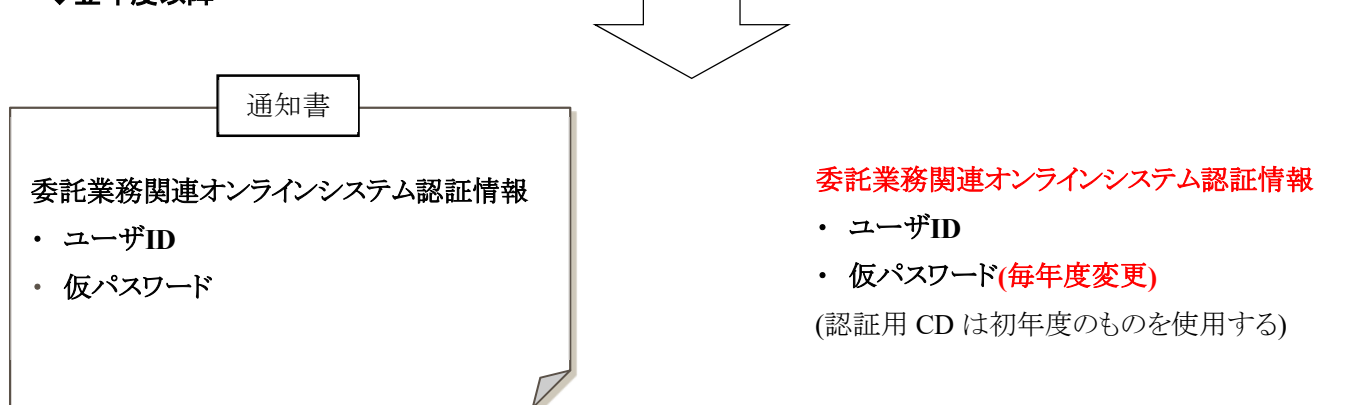 通知書
委託業務関連オンラインシステム認証情報
・ ユーザID
・ 仮パスワード
委託業務関連オンラインシステム認証情報
・ ユーザID
・ 仮パスワード(毎年度変更)
(認証用 CD は初年度のものを使用する)